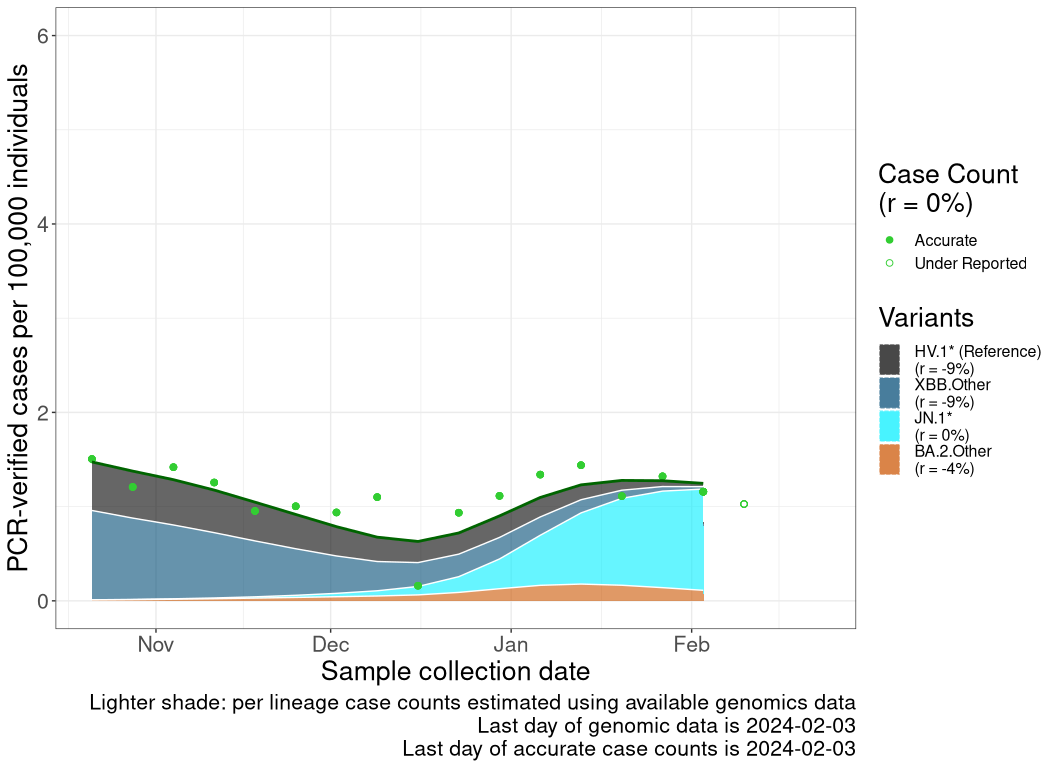 PCR-verified cases per 100,000 individuals
6
4
2
0
Nov
Dec
Jan
Feb
Sample collection date
Lighter shade: per lineage case counts estimated using available genomics data
Last day of genomic data is 2024-02-03
Last day of accurate case counts is 2024-02-03
Case Count
(r = 0%)
Accurate
Under Reported
Variants
HV.1* (Reference)
(r = -9%)
XBB.Other
(r = -9%)
JN.1*
(r = 0%)
BA.2.Other
(r = -4%)